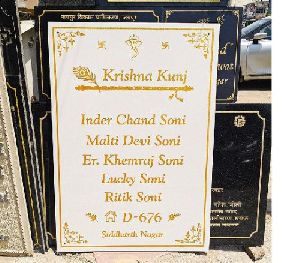 Krishna Kunj
Inder Chand Soni
Malti Devi Soni
Er. Khemraj Soni
Lucky Soni
Ritik Soni
D-676
Siddharth Nagar